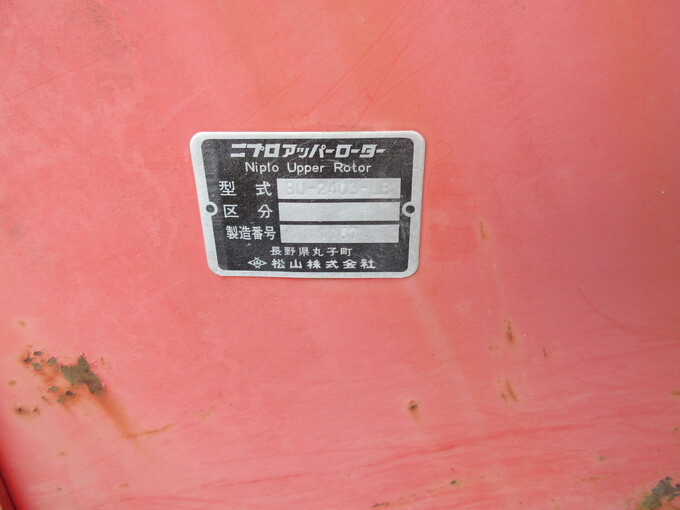 ニプロアッパーローター
Niplo Upper Rotor
型式
区分
製造番号
長野県丸子町
松山株式会社